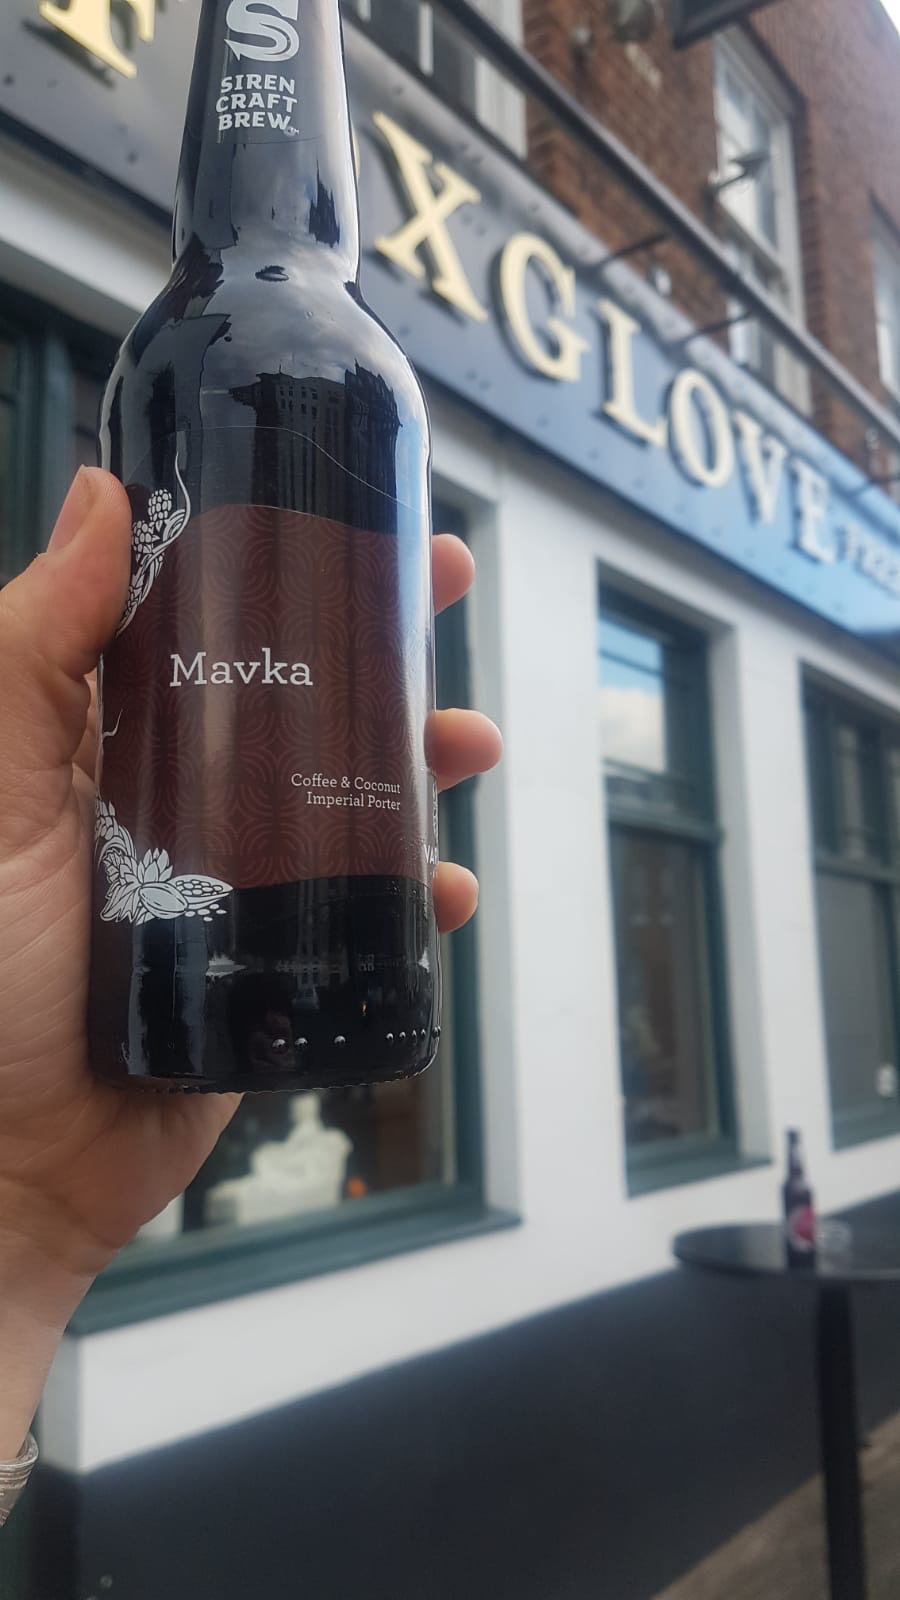 SIREN
CRAFT
BREW
F XGLOVE
Mavka
Coffee & Coconut
Imperial Porter